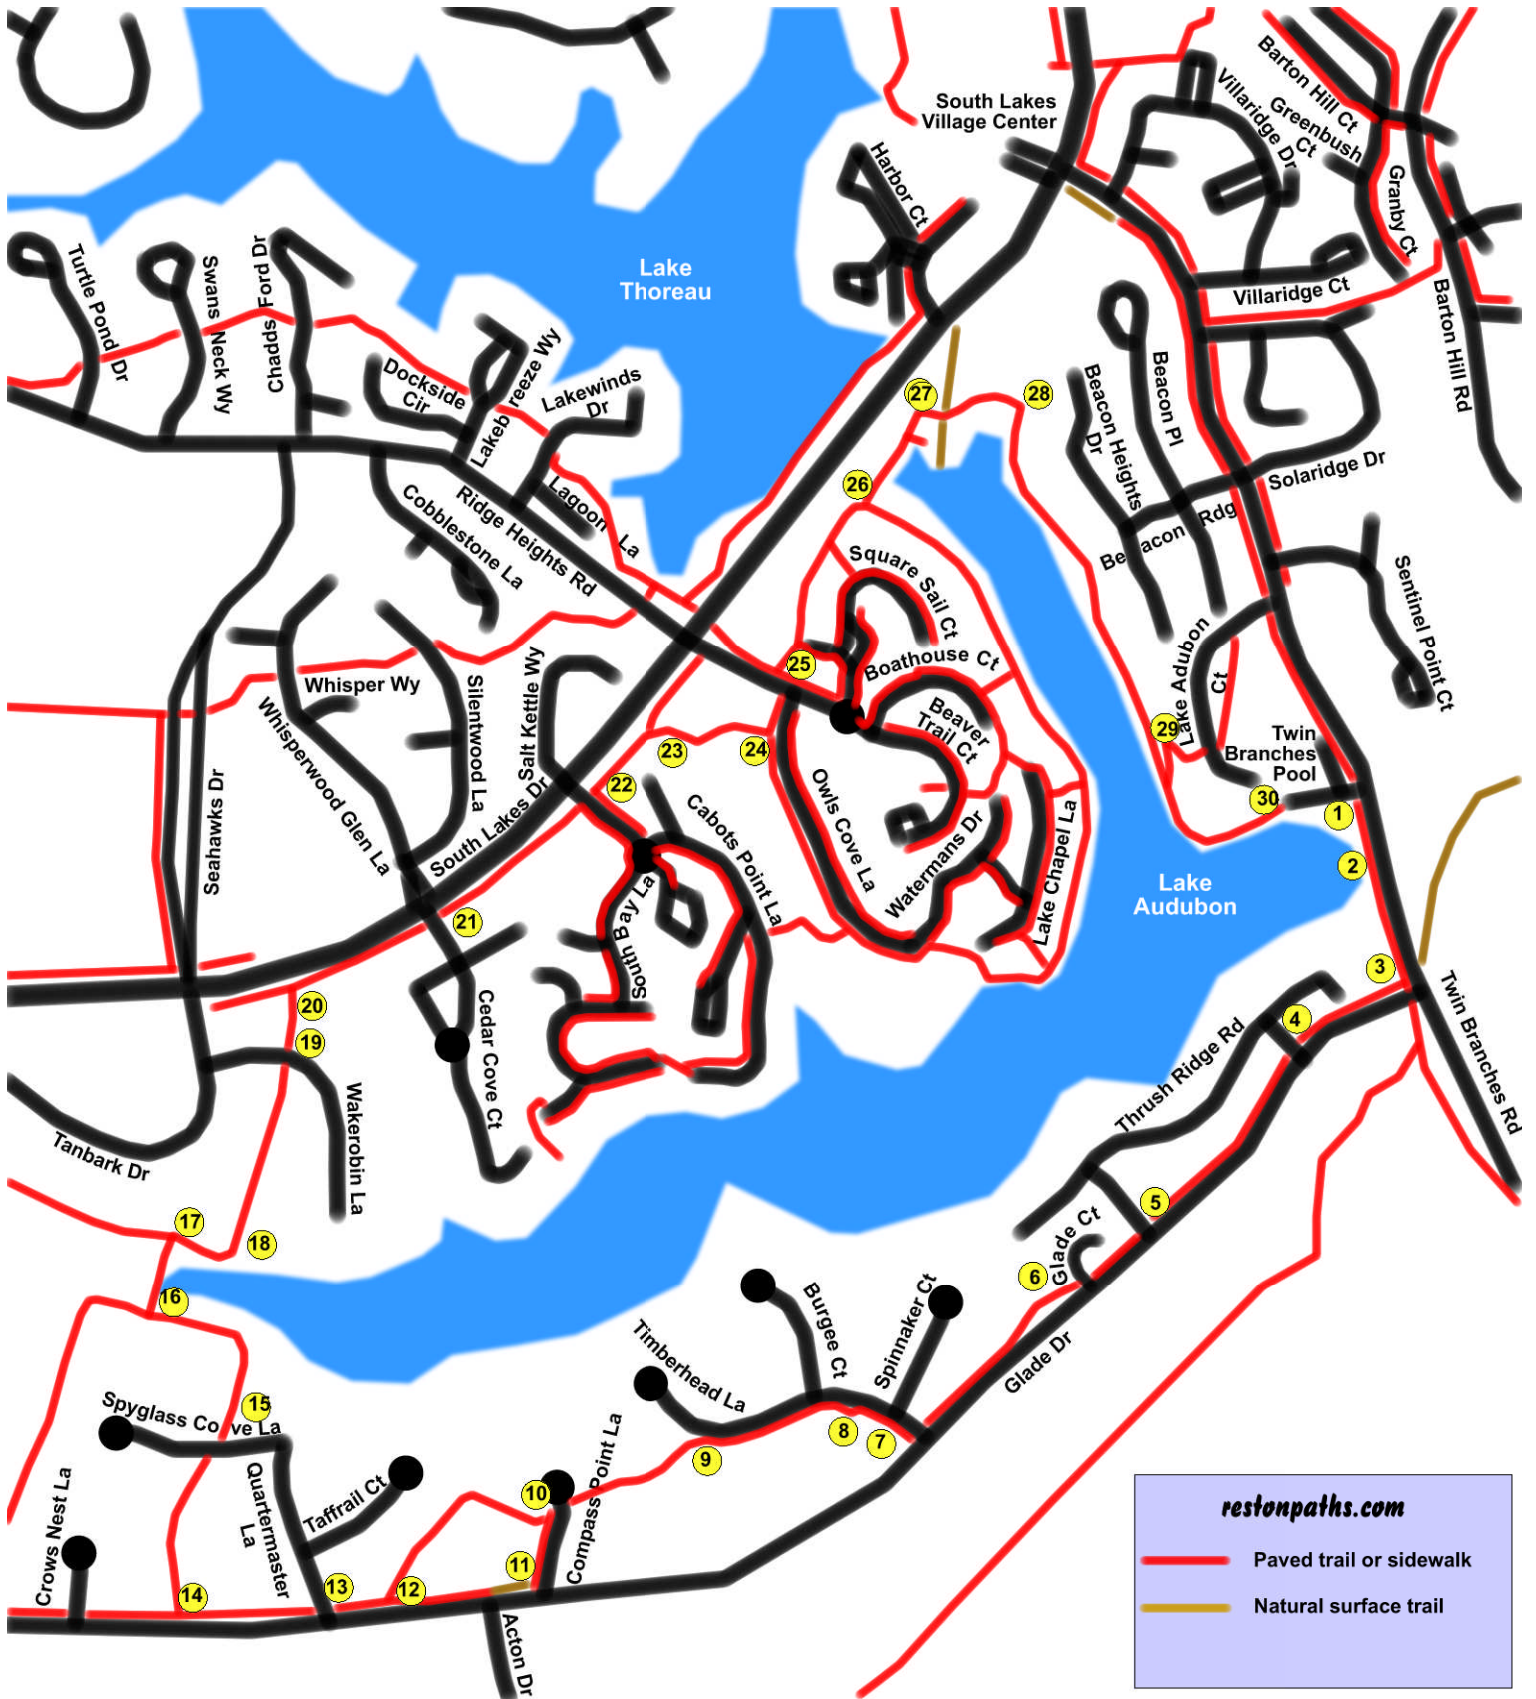 South Lakes
Village Center
Barton Hill Ct
Villaridge Dr
Greenbush
Ct
Granby Ct
Harbor Ct
Lake
Thoreau
Turtle Pond Dr
Swans Neck Wy
Chapds Ford Dr
Villaridge Ct
Barton Hill Rd
Dockside
Cir
Lakeb reeze Wy
Lakewinds
Dr
Beacon Pl
Beacon Heights
Dr
27
28
26
Solaridge Dr
Cobblestone La
Ridge Heights Rd
Lagoon La
Be acon Rdg
Square Sail Ct
Sentinel Point Ct
Lake Adubon
Ct
25
Boathouse Ct
Whisper Wy
Whisperwood Glen La
Silentwood La
Salt Kettle Wy
Beaver
Trail Ct
29
Twin
Branches
Pool
23
24
22
30
1
2
Seahawks Dr
South Lakes Dr
Cabots Point La
Owls Cove La
Watermans Dr
Lake Chapel La
Lake
Audubon
21
South Bay La
3
4
20
19
Cedar Cove Ct
Thrush Ridge Rd
Twin Branches Rd
Tanbark Dr
Wakerobin La
17
18
5
6
Glade Ct
16
Burgee Ct
Spinnaker Ct
Timberhead La
Glade Dr
15
Spyglass Co ve La
8
7
9
Crows Nest La
Quartermaster
La
Taffrail Ct
10
Compass Point La
11
12
13
14
Acton Dr
restonpaths.com
Paved trail or sidewalk
Natural surface trail